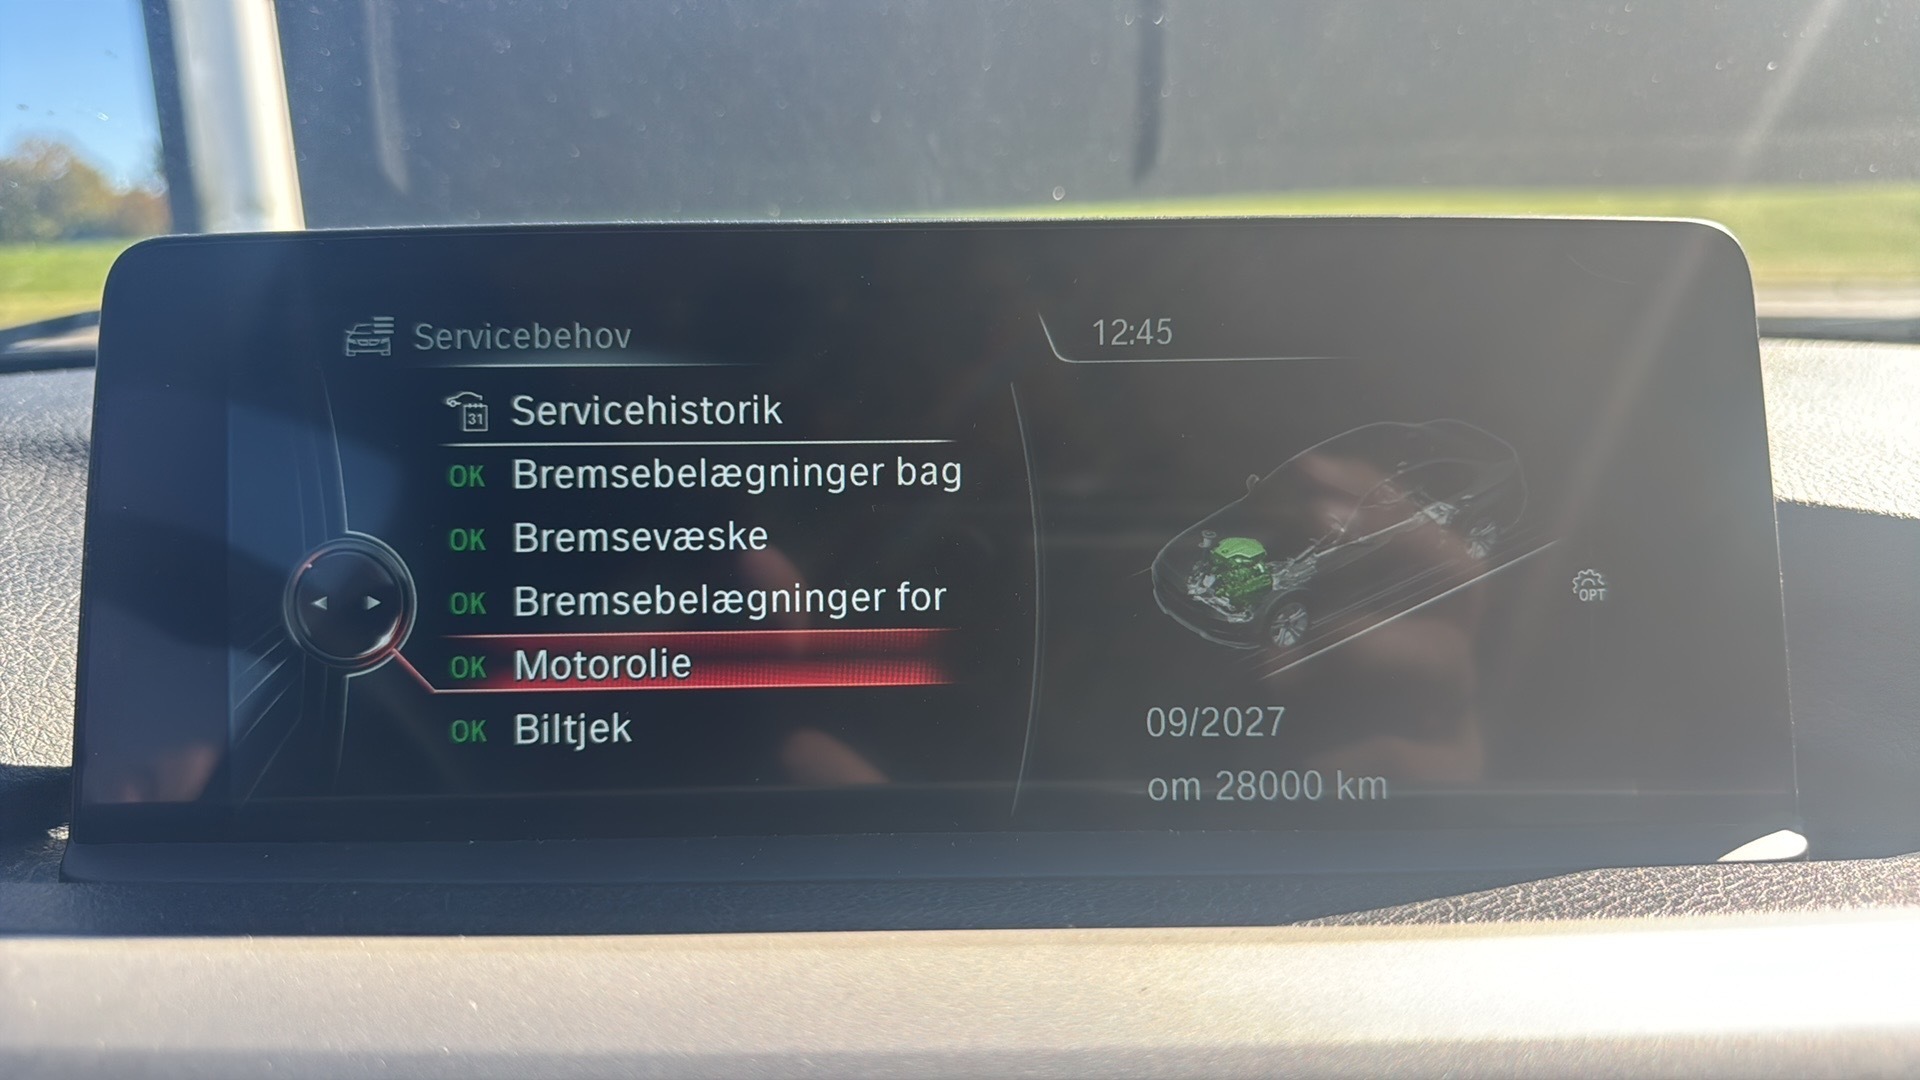 Servicebehov
12:45
31
Servicehistorik
OK Bremsebelægninger bag
OK Bremsevæske
OK Bremsebelægninger for
OK Motorolie
OK Biltjek
OPT
09/2027
om 28000 km